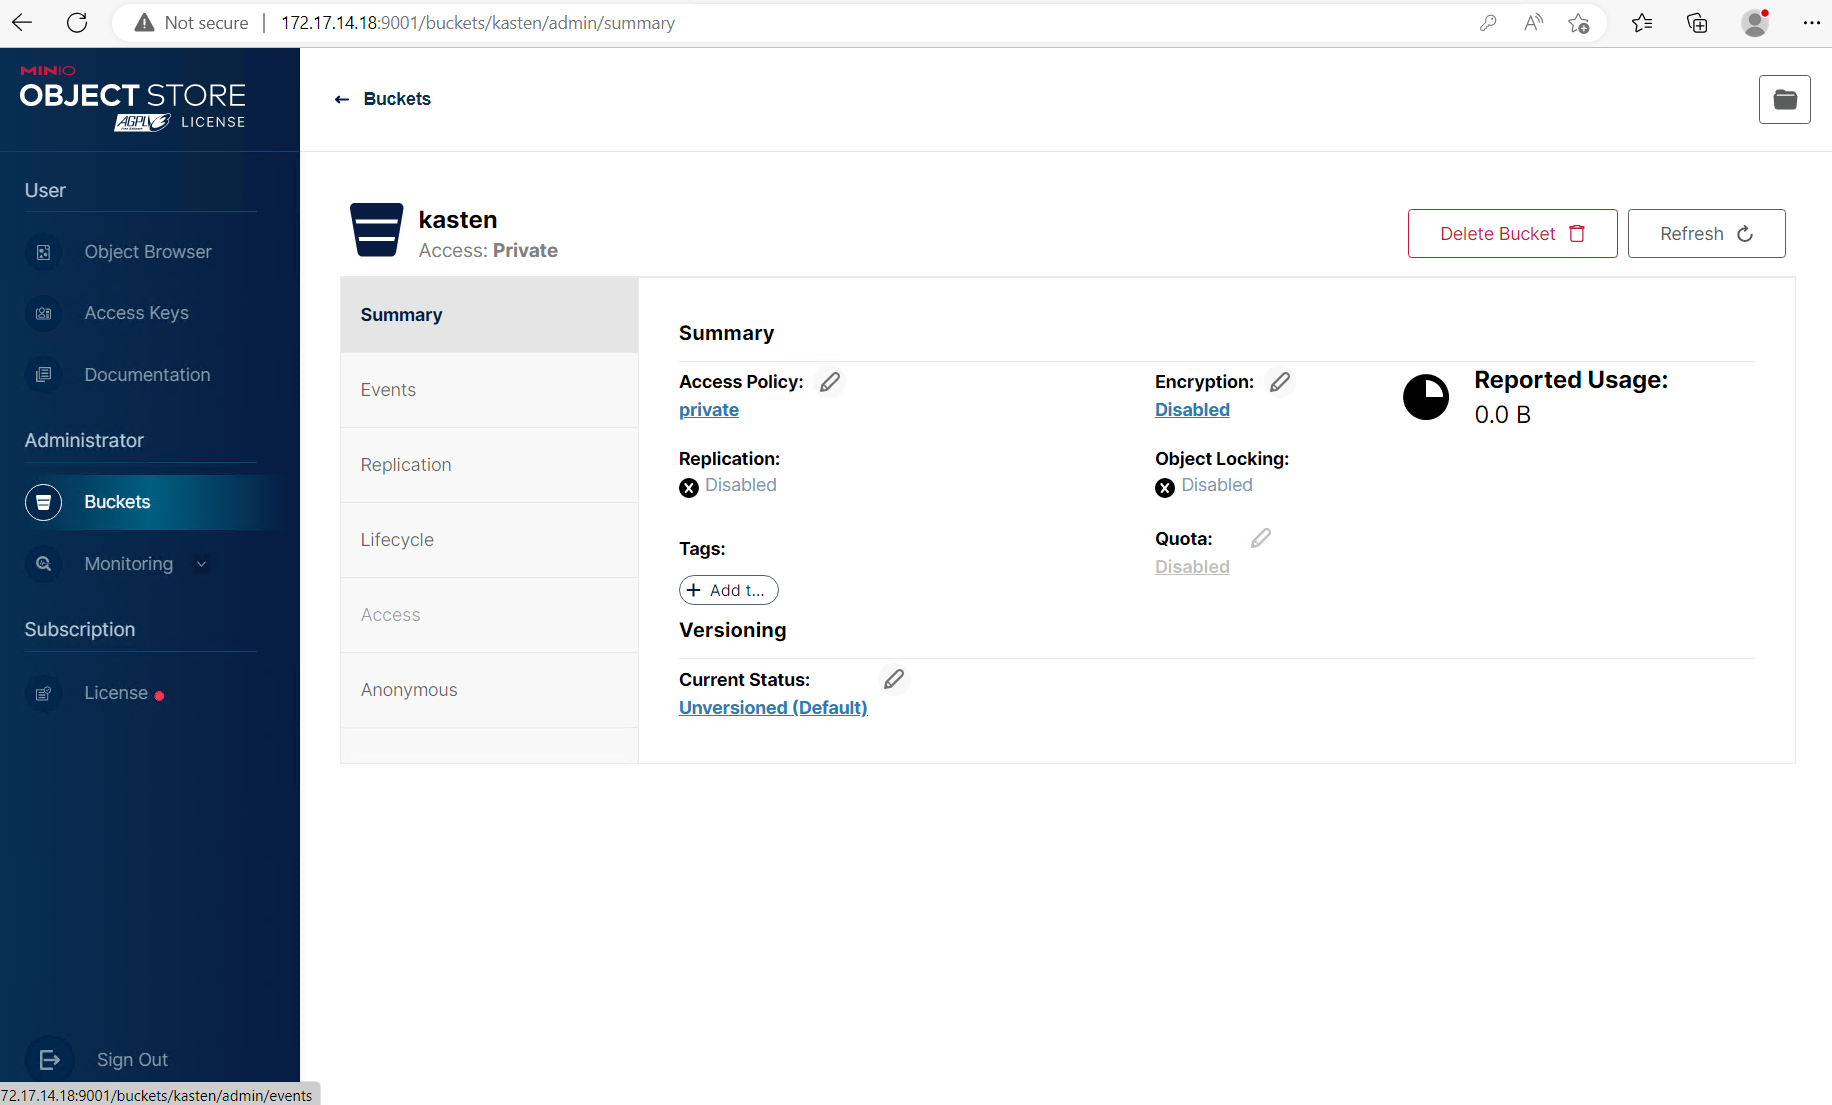 Not secure 172.17.14.18:9001/buckets/kasten/admin/summary
MINIO
OBJECT STORE
AGPLv3 LICENSE
Buckets
User
Object Browser
Access Keys
Documentation
Administrator
Buckets
Monitoring
Subscription
License
Sign Out
72.17.14.18:9001/buckets/kasten/admin/events
kasten
Access: Private
Delete Bucket
Refresh
Summary
Events
Replication
Lifecycle
Access
Anonymous
Summary
Access Policy:
private
Encryption:
Disabled
Reported Usage:
0.0 B
Replication:
Disabled
Object Locking:
Disabled
Tags:
+ Add t...
Quota:
Disabled
Versioning
Current Status:
Unversioned (Default)